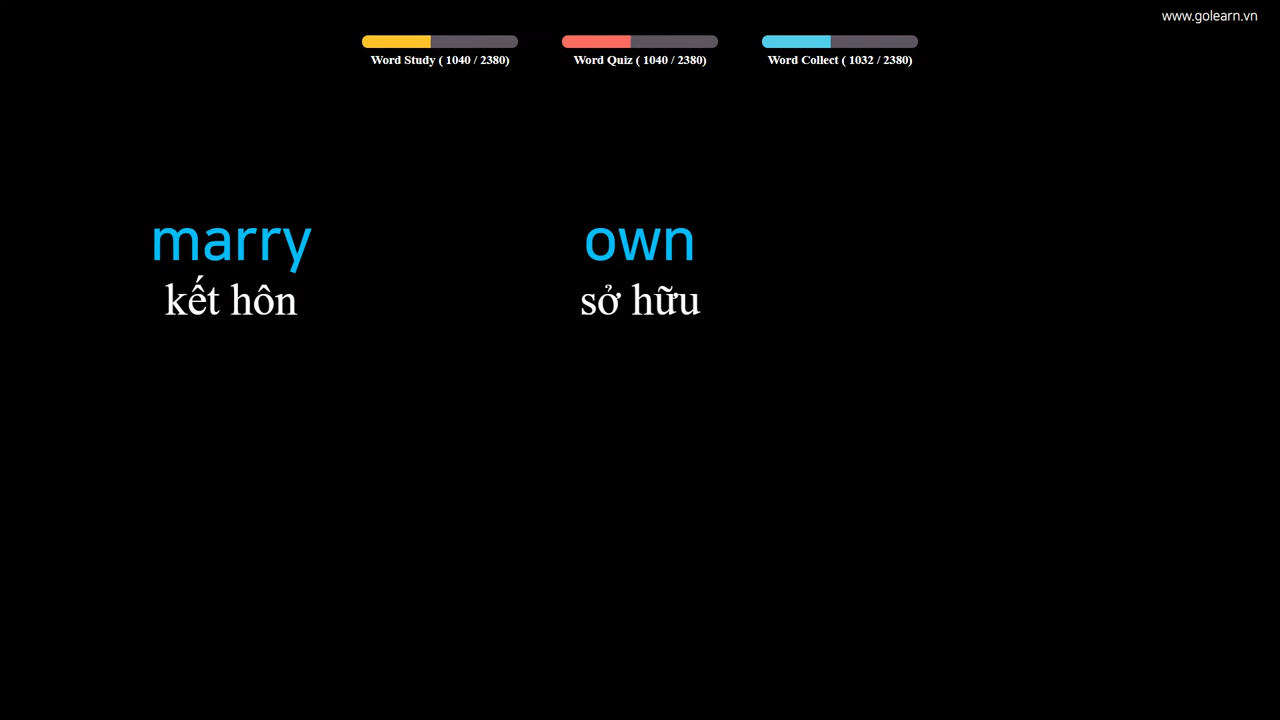 www.golearn.vn
Word Study ( 1040 / 2380)
Word Quiz ( 1040 / 2380)
Word Collect ( 1032 / 2380)
marry
kết hôn
own
sở hữu